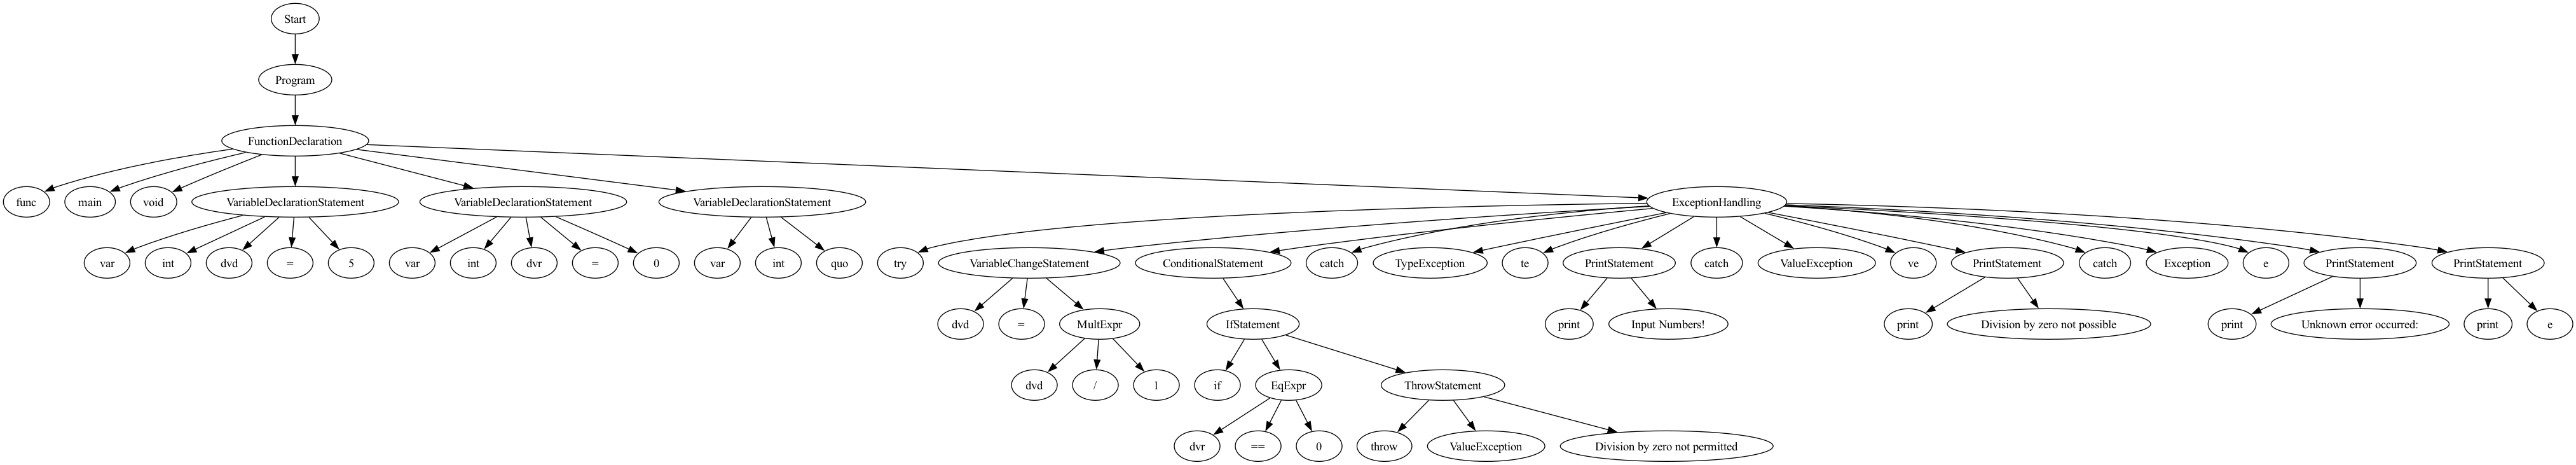 Start
Program
FunctionDeclaration
func
main
void
VariableDeclarationStatement
VariableDeclarationStatement
VariableDeclarationStatement
ExceptionHandling
var
int
dvd
=
5
var
int
dvr
=
0
var
int
quo
try
VariableChangeStatement
ConditionalStatement
catch
TypeException
te
PrintStatement
catch
ValueException
ve
PrintStatement
catch
Exception
e
PrintStatement
PrintStatement
dvd
=
MultExpr
IfStatement
print
Input Numbers!
print
Division by zero not possible
print
Unknown error occurred:
print
e
dvd
/
1
if
EqExpr
ThrowStatement
dvr
==
0
throw
ValueException
Division by zero not permitted